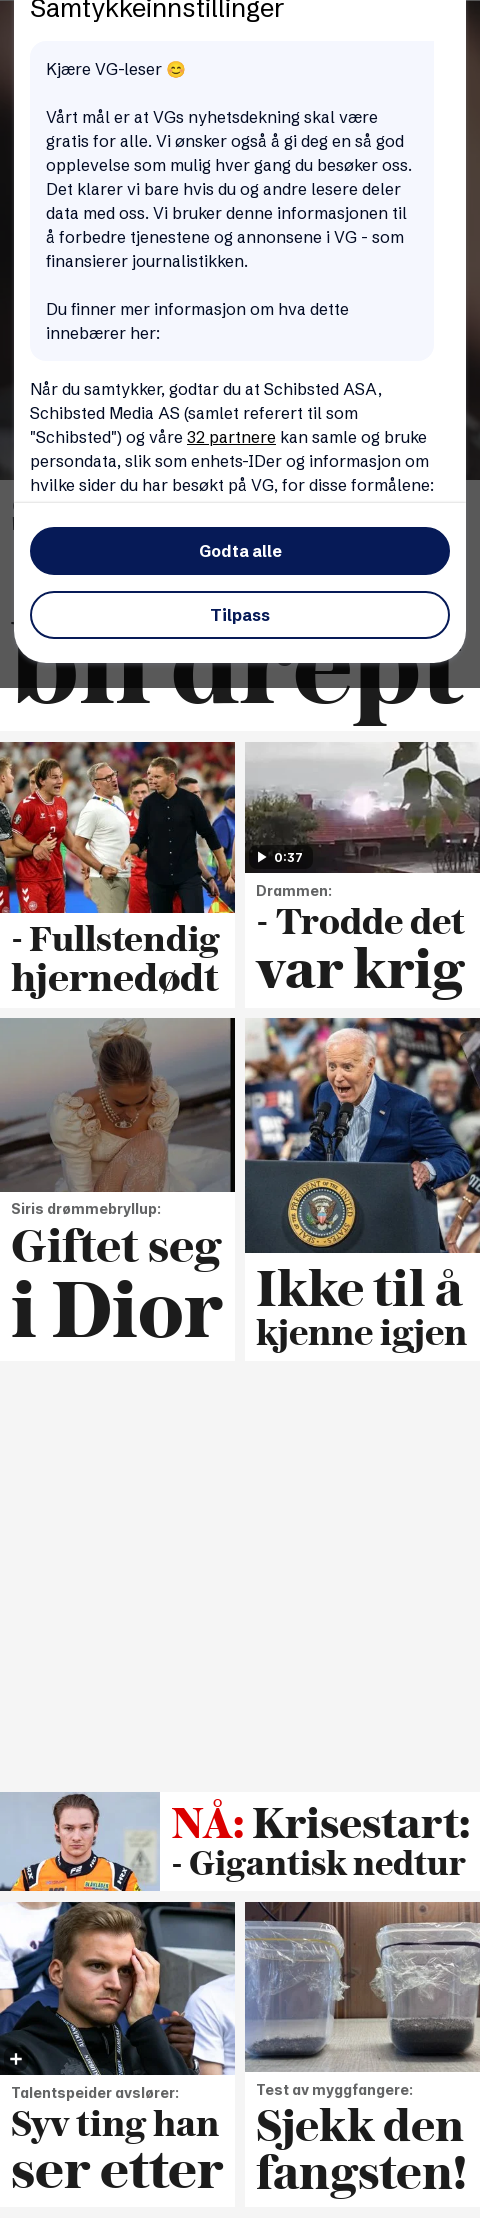 Samtykkeinnstillinger
Kjære VG-leser 😊
Vårt mål er at VGs nyhetsdekning skal være
gratis for alle. Vi ønsker også å gi deg en så god
opplevelse som mulig hver gang du besøker oss.
Det klarer vi bare hvis du og andre lesere deler
data med oss. Vi bruker denne informasjonen til
å forbedre tjenestene og annonsene i VG - som
finansierer journalistikken.
Du finner mer informasjon om hva dette
innebærer her:
Når du samtykker, godtar du at Schibsted ASA,
Schibsted Media AS (samlet referert til som
"Schibsted") og våre 32 partnere kan samle og bruke
persondata, slik som enhets-IDer og informasjon om
hvilke sider du har besøkt på VG, for disse formålene:
Godta alle
Tilpass
bli drept
0:37
- Fullstendig
hjernedødt
Drammen:
- Trodde det
var krig
Siris drømmebryllup:
Giftet seg
i Dior
Ikke til å
kjenne igjen
NÅ: Krisestart:
- Gigantisk nedtur
Talentspeider avslører:
Syv ting han
ser etter
Test av myggfangere:
Sjekk den
fangsten!